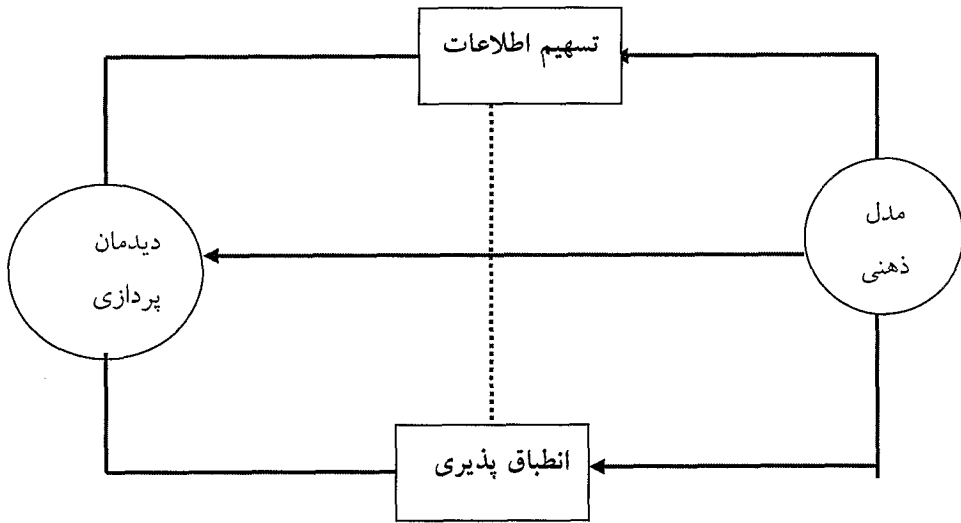 تسهیم اطلاعات
مدل
ذهنی
دیدمان
پردازی
انطباق پذیری